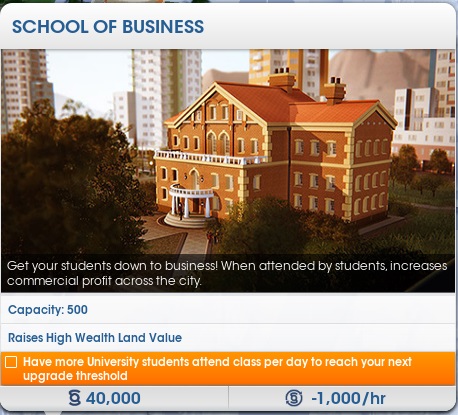 SCHOOL OF BUSINESS
Get your students down to business! When attended by students, increases
commercial profit across the city.
Capacity: 500
Raises High Wealth Land Value
Have more University students attend class per day to reach your next
upgrade threshold
40,000
-1,000/hr